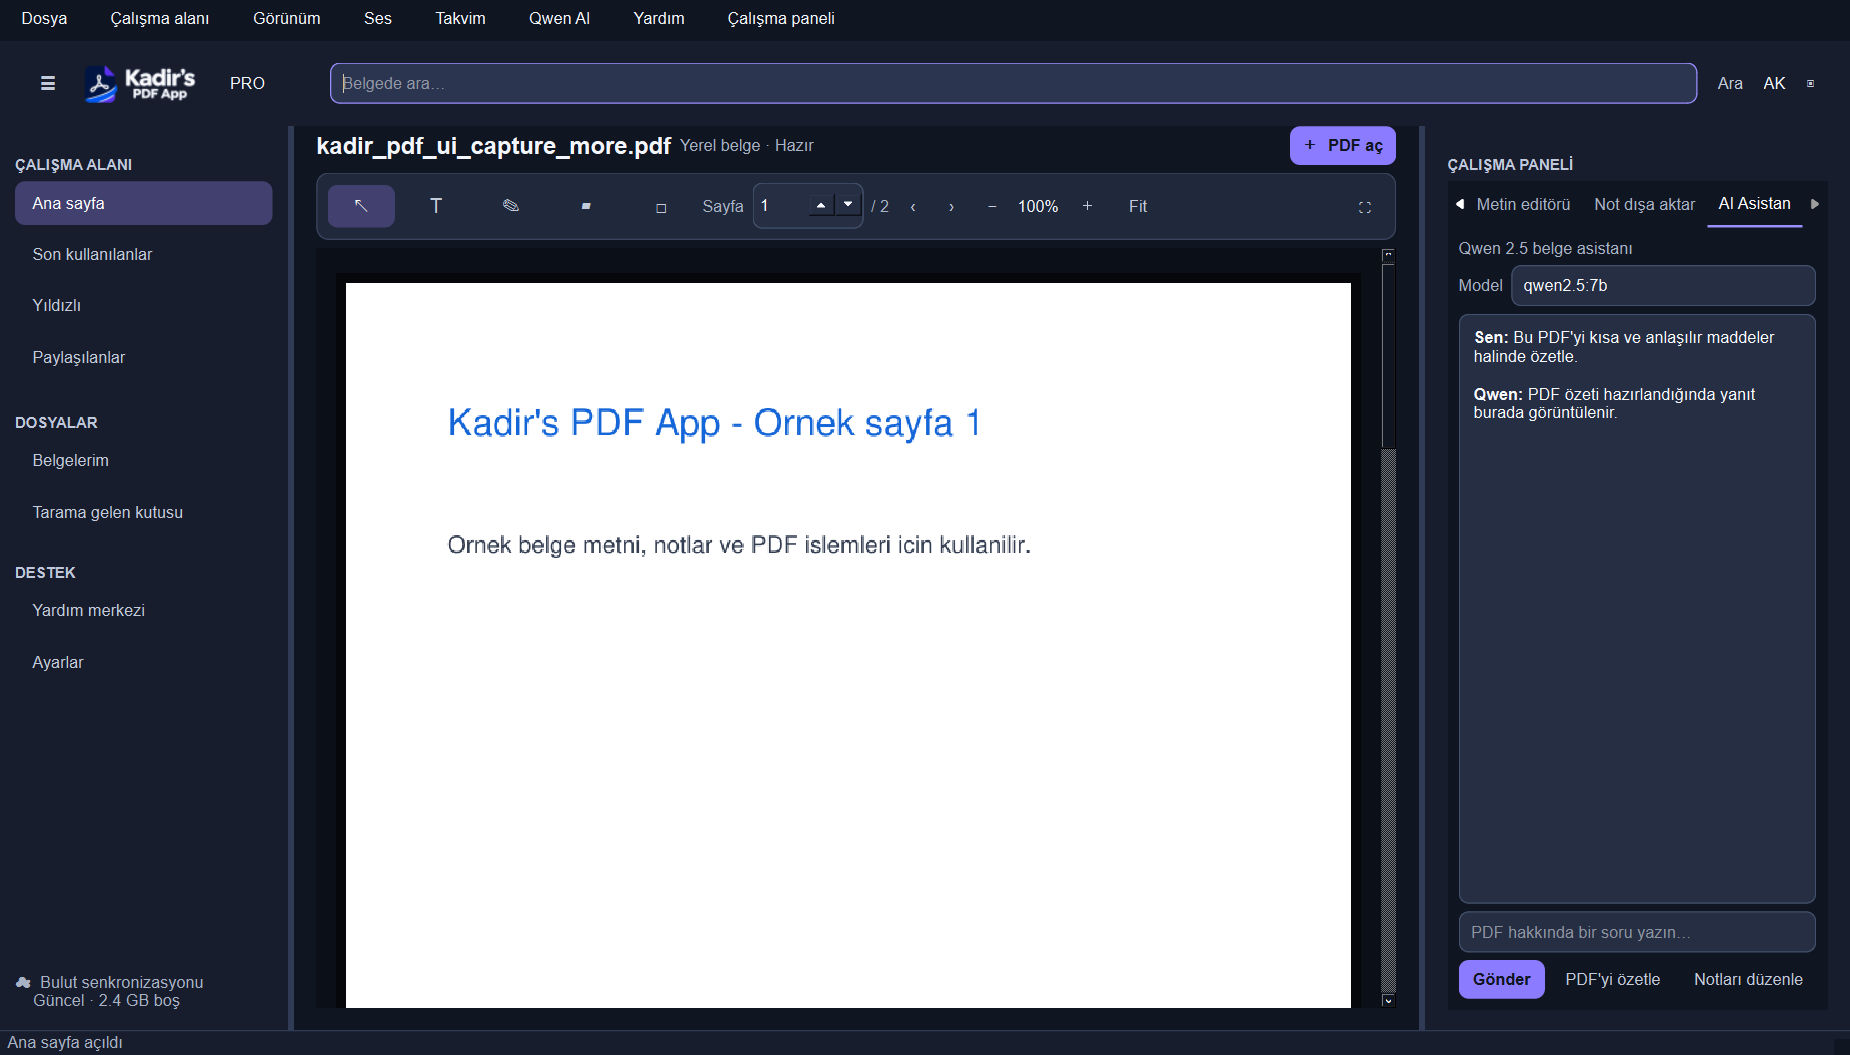 Dosya Çalışma alanı Görünüm Ses Takvim Qwen AI Yardım Çalışma paneli
Kadir's
PDF App
PRO
Belgede ara…
Ara AK
ÇALIŞMA ALANI
Ana sayfa
Son kullanılanlar
Yıldızlı
Paylaşılanlar
DOSYALAR
Belgelerim
Tarama gelen kutusu
DESTEK
Yardım merkezi
Ayarlar
Bulut senkronizasyonu
Güncel · 2.4 GB boş
kadir_pdf_ui_capture_more.pdf Yerel belge · Hazır
+ PDF aç
T Sayfa 1 / 2 ‹ › − 100% + Fit
Kadir's PDF App - Ornek sayfa 1
Ornek belge metni, notlar ve PDF islemleri icin kullanilir.
ÇALIŞMA PANELİ
Metin editörü Not dışa aktar AI Asistan
Qwen 2.5 belge asistanı
Model qwen2.5:7b
Sen: Bu PDF'yi kısa ve anlaşılır maddeler
halinde özetle.
Qwen: PDF özeti hazırlandığında yanıt
burada görüntülenir.
PDF hakkında bir soru yazın…
Gönder PDF'yi özetle Notları düzenle
Ana sayfa açıldı